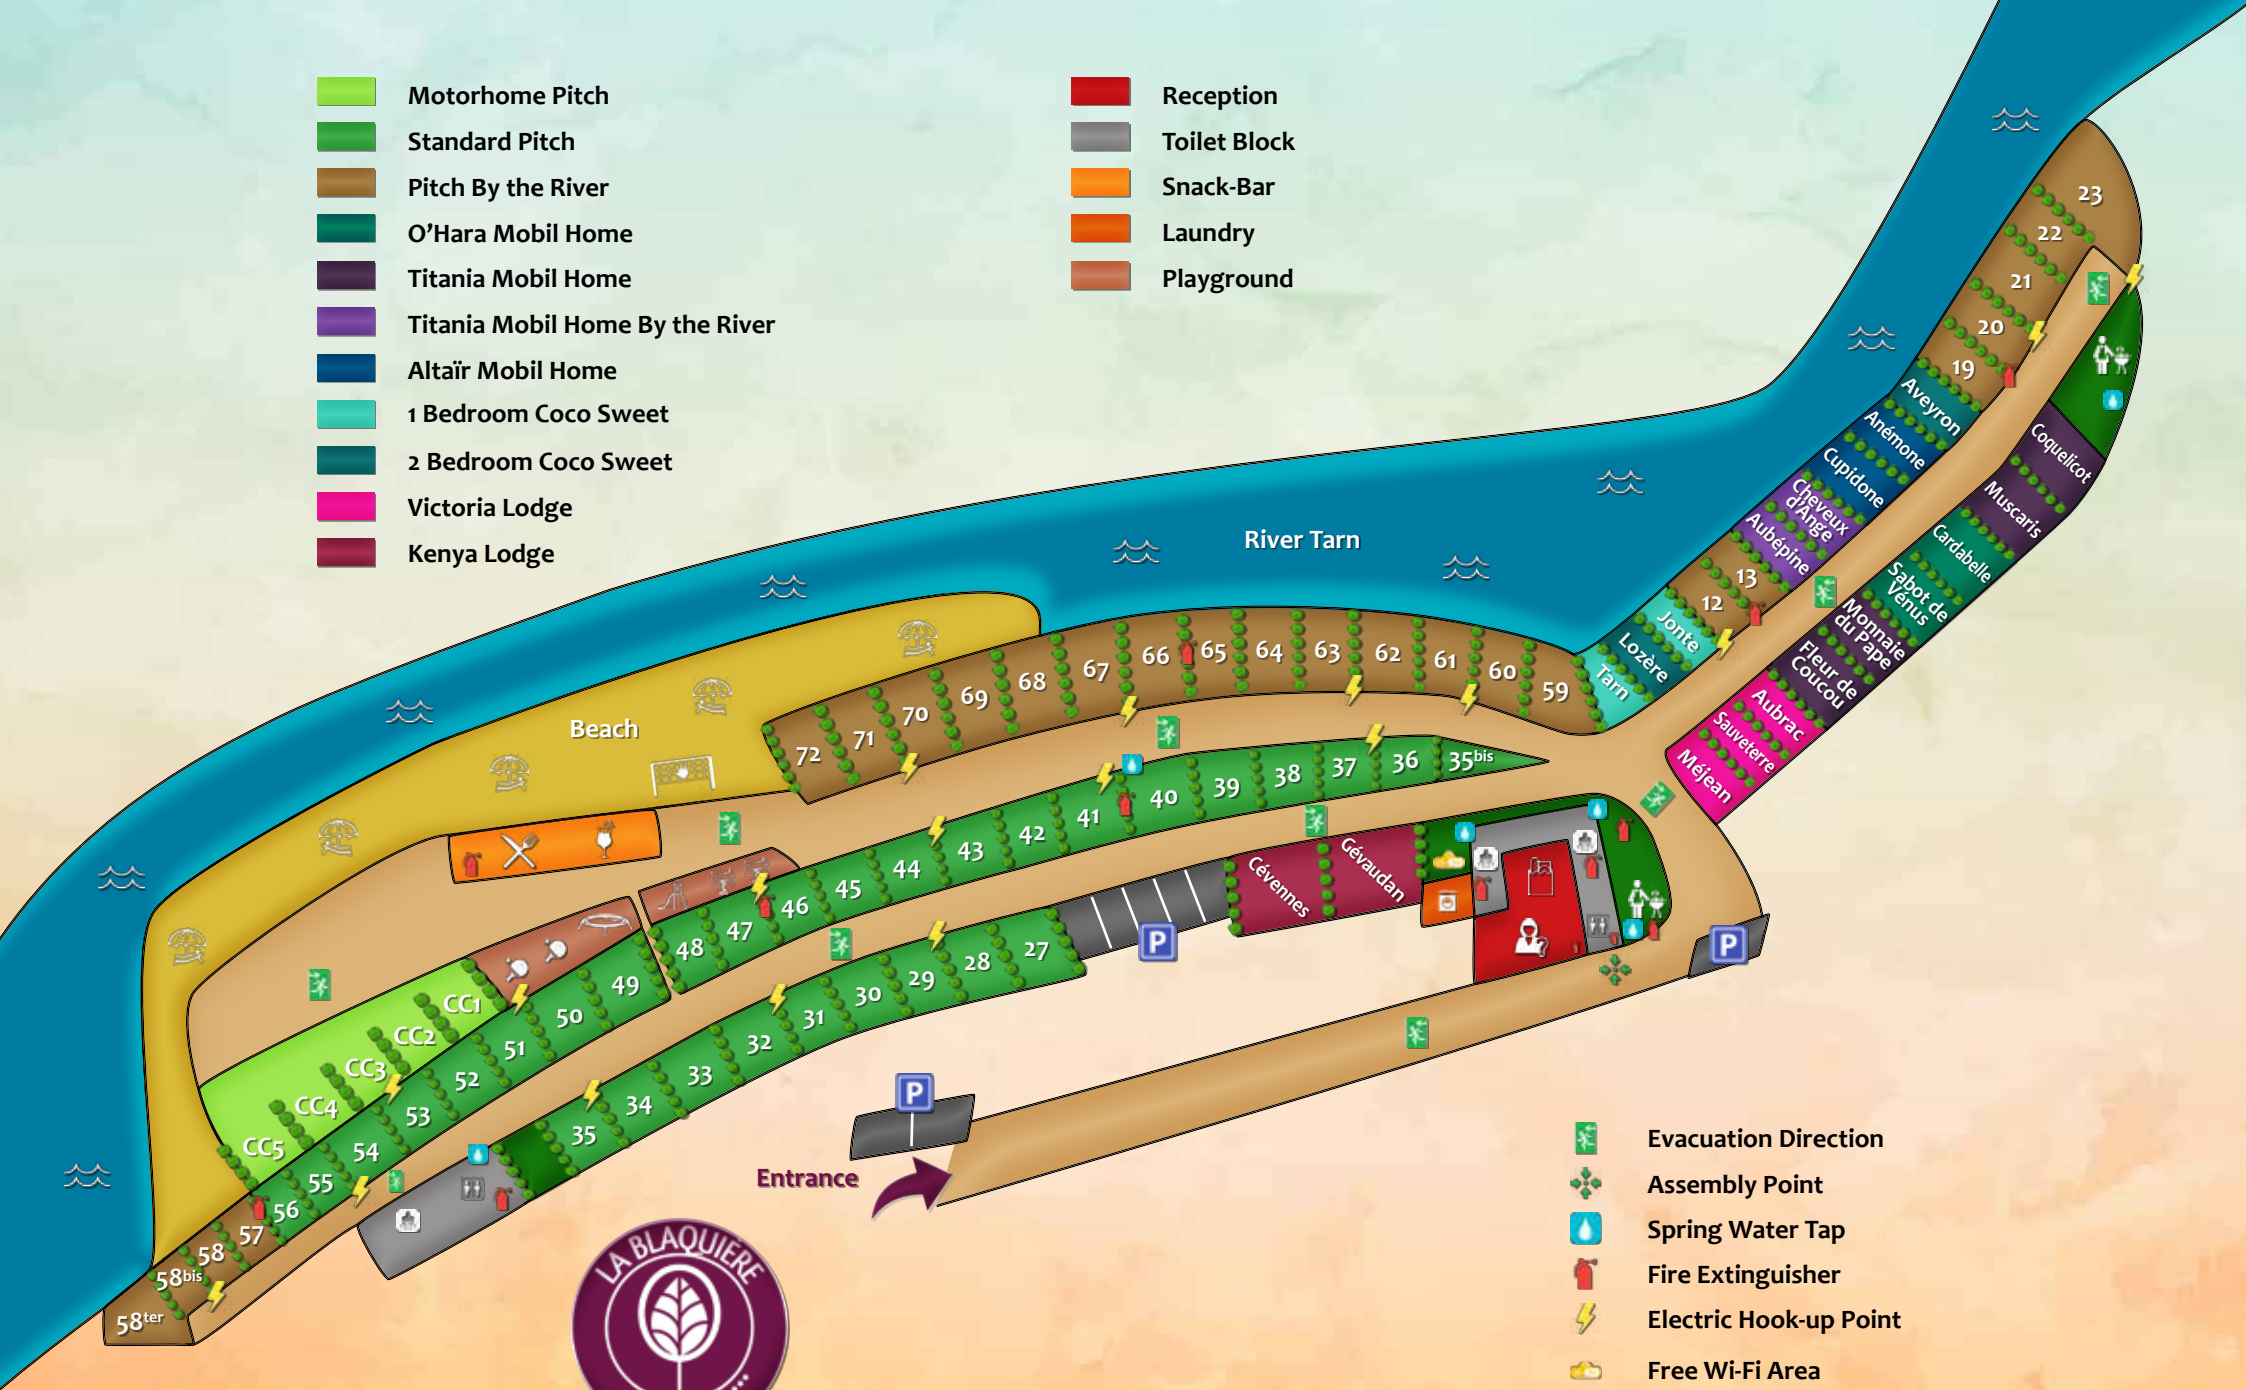 Motorhome Pitch
Standard Pitch
Pitch By the River
O'Hara Mobil Home
Titania Mobil Home
Titania Mobil Home By the River
Altaïr Mobil Home
1 Bedroom Coco Sweet
2 Bedroom Coco Sweet
Victoria Lodge
Kenya Lodge
Reception
Toilet Block
Snack-Bar
Laundry
Playground
River Tarn
Beach
23
22
21
20
19
Aveyron
Anémone
Cupidone
Cheveux
d'Ange
Aubépine
13
12
Jonte
Lozère
Tarn
Coquelicot
Muscaris
Cardabelle
Sabot de
Vénus
Monnaie
du Pape
Fleur de
Coucou
Aubrac
Sauveterre
Méjean
72
71
70
69
68
67
66
65
64
63
62
61
60
59
48
47
46
45
44
43
42
41
40
39
38
37
36
35bis
Cévennes
Gévaudan
P
P
P
CC1
CC2
CC3
CC4
CC5
49
50
51
52
53
54
55
56
57
58
58bis
58ter
35
34
33
32
31
30
29
28
27
Entrance
LA BLAQUIERE
Evacuation Direction
Assembly Point
Spring Water Tap
Fire Extinguisher
Electric Hook-up Point
Free Wi-Fi Area